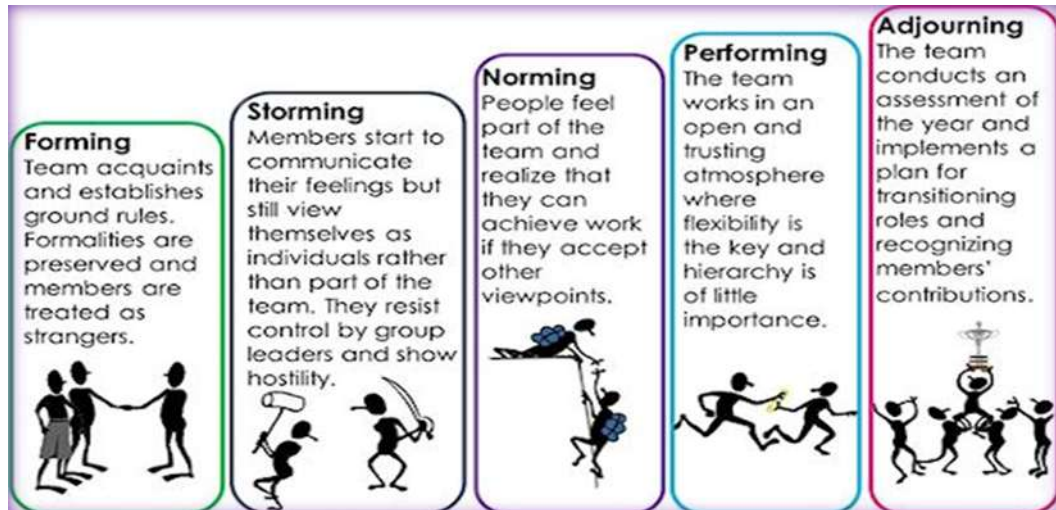 Forming
Team acquaints
and establishes
ground rules.
Formalities are
preserved and
members are
treated as
strangers.
Storming
Members start to
communicate
their feelings but
still view
themselves as
individuals rather
than part of the
team. They resist
control by group
leaders and show
hostility.
Norming
People feel
part of the
team and
realize that
they can
achieve work
if they accept
other
viewpoints.
Performing
The team
works in an
open and
trusting
atmosphere
where
flexibility is
the key and
hierarchy is
of little
importance.
Adjourning
The team
conducts an
assessment of
the year and
implements a
plan for
transitioning
roles and
recognizing
members'
contributions.